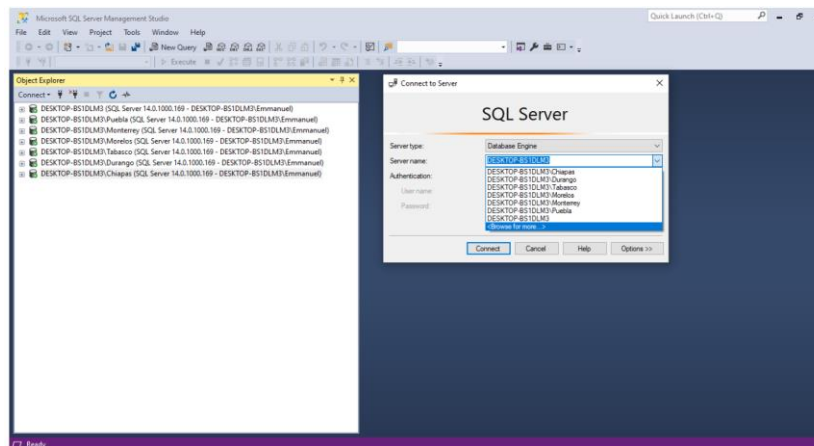 Microsoft SQL Server Management Studio
Quick Launch (Ctrl+Q)
File Edit View Project Tools Window Help
New Query
Execute
Object Explorer
Connect
DESKTOP-BS1DLM3 (SQL Server 14.0.1000.169 - DESKTOP-BS1DLM3\Emmanuel)
DESKTOP-BS1DLM3\Puebla (SQL Server 14.0.1000.169 - DESKTOP-BS1DLM3\Emmanuel)
DESKTOP-BS1DLM3\Monterrey (SQL Server 14.0.1000.169 - DESKTOP-BS1DLM3\Emmanuel)
DESKTOP-BS1DLM3\Morelos (SQL Server 14.0.1000.169 - DESKTOP-BS1DLM3\Emmanuel)
DESKTOP-BS1DLM3\Tabasco (SQL Server 14.0.1000.169 - DESKTOP-BS1DLM3\Emmanuel)
DESKTOP-BS1DLM3\Durango (SQL Server 14.0.1000.169 - DESKTOP-BS1DLM3\Emmanuel)
DESKTOP-BS1DLM3\Chiapas (SQL Server 14.0.1000.169 - DESKTOP-BS1DLM3\Emmanuel)
Connect to Server
SQL Server
Server type: Database Engine
Server name: DESKTOP-BS1DLM3
Authentication:
User name:
Password:
DESKTOP-BS1DLM3\Chiapas
DESKTOP-BS1DLM3\Durango
DESKTOP-BS1DLM3\Tabasco
DESKTOP-BS1DLM3\Morelos
DESKTOP-BS1DLM3\Monterrey
DESKTOP-BS1DLM3\Puebla
DESKTOP-BS1DLM3
<Browse for more...>
Connect Cancel Help Options >>
Ready